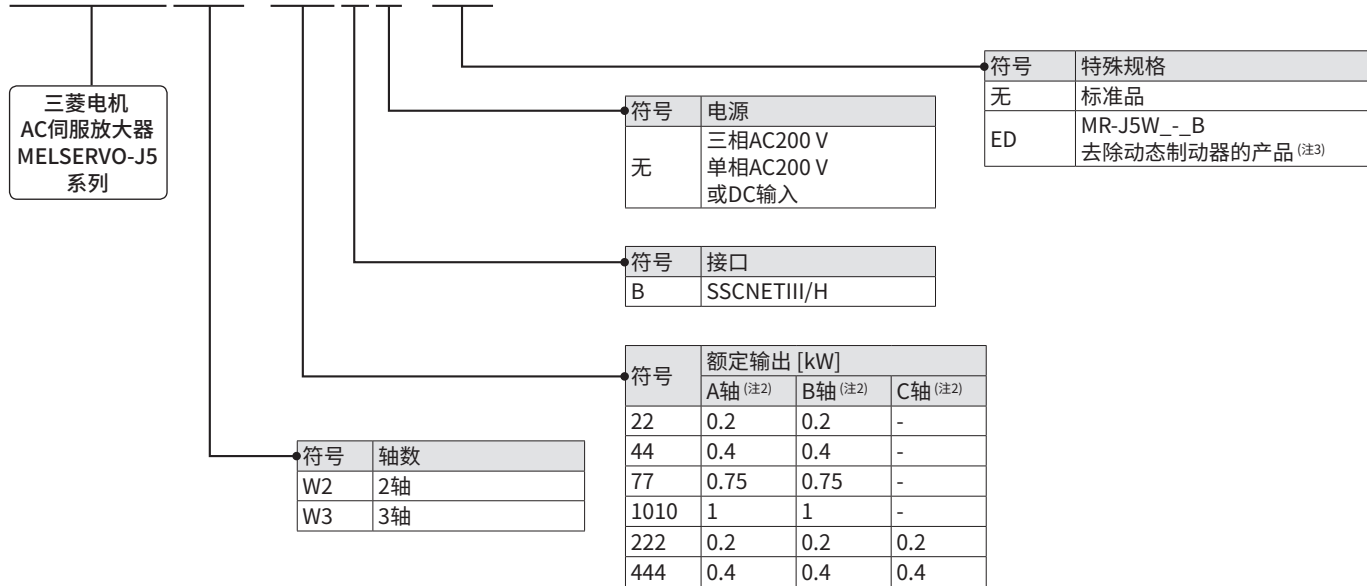 三菱电机
AC伺服放大器
MELSERVO-J5
系列
符号 特殊规格
无 标准品
ED MR-J5W_-_B
去除动态制动器的产品(注3)
符号 电源
无 三相AC200 V
单相AC200 V
或DC输入
符号 接口
B SSCNETIII/H
符号 额定输出 [kW]
A轴(注2) B轴(注2) C轴(注2)
22 0.2 0.2 -
44 0.4 0.4 -
77 0.75 0.75 -
1010 1 1 -
222 0.2 0.2 0.2
444 0.4 0.4 0.4
符号 轴数
W2 2轴
W3 3轴